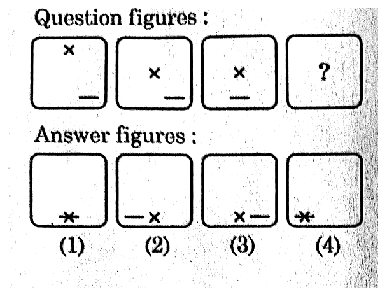 Question figures :
?
Answer figures :
(1) (2) (3) (4)